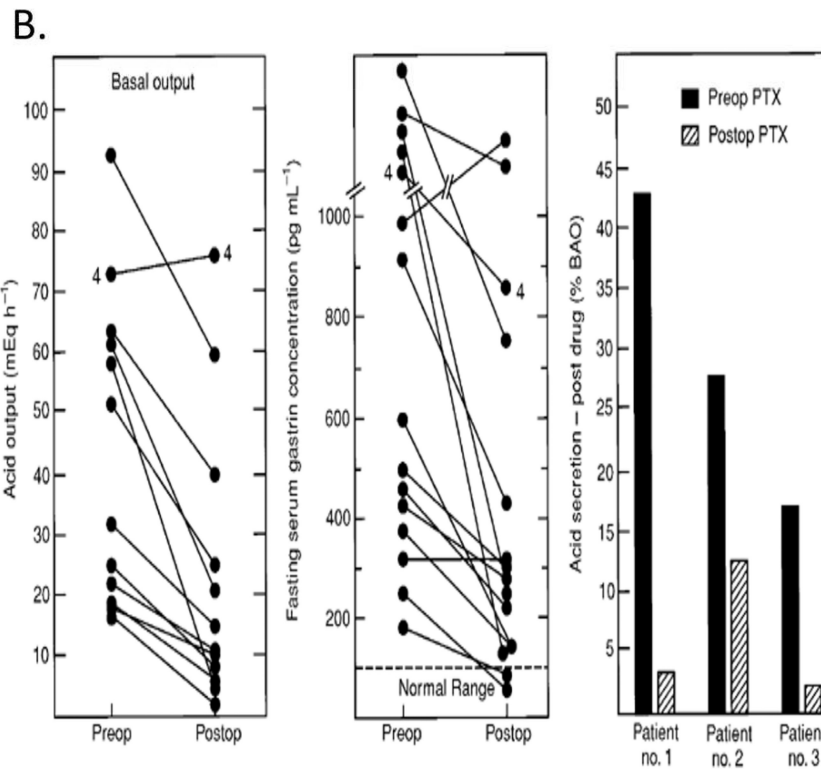 B.
Basal output
Acid output (mEq h⁻¹)
100
90
80
70
60
50
40
30
20
10
4
4
Preop
Postop
Fasting serum gastrin concentration (pg mL⁻¹)
1000
800
600
400
200
4
4
Normal Range
Preop
Postop
Acid secretion – post drug (% BAO)
50
45
40
35
30
25
20
15
10
5
Preop PTX
Postop PTX
Patient
no. 1
Patient
no. 2
Patient
no. 3